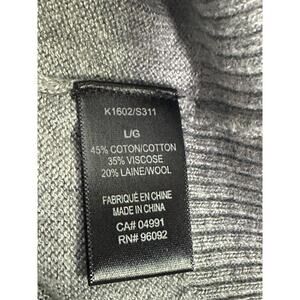 K1602/S311
L/G
45% COTON/COTTON
35% VISCOSE
20% LAINE/WOOL
FABRIQUÉ EN CHINE
MADE IN CHINA
CA# 04991
RN# 96092